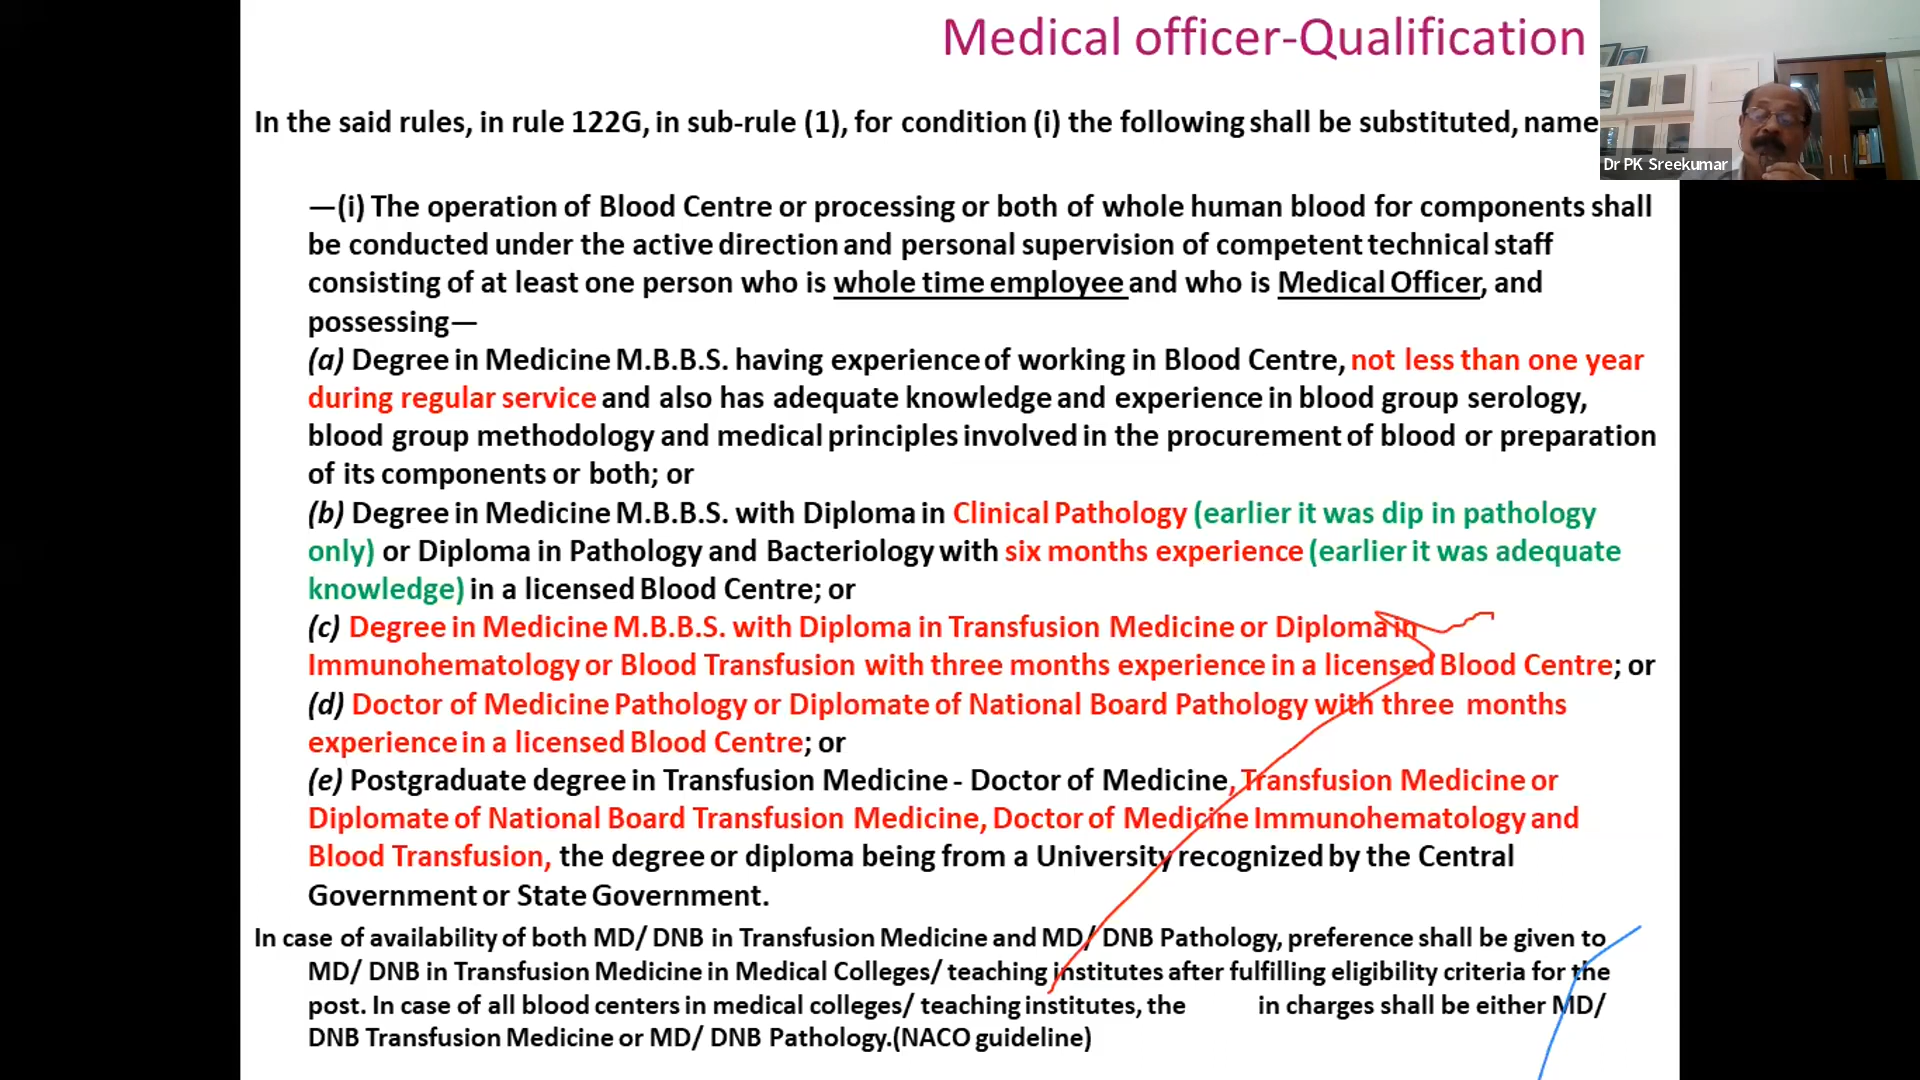 Medical officer-Qualification
In the said rules, in rule 122G, in sub-rule (1), for condition (i) the following shall be substituted, name
Dr PK Sreekumar
—(i) The operation of Blood Centre or processing or both of whole human blood for components shall
be conducted under the active direction and personal supervision of competent technical staff
consisting of at least one person who is whole time employee and who is Medical Officer, and
possessing—
(a) Degree in Medicine M.B.B.S. having experience of working in Blood Centre, not less than one year
during regular service and also has adequate knowledge and experience in blood group serology,
blood group methodology and medical principles involved in the procurement of blood or preparation
of its components or both; or
(b) Degree in Medicine M.B.B.S. with Diploma in Clinical Pathology (earlier it was dip in pathology
only) or Diploma in Pathology and Bacteriology with six months experience (earlier it was adequate
knowledge) in a licensed Blood Centre; or
(c) Degree in Medicine M.B.B.S. with Diploma in Transfusion Medicine or Diploma in
Immunohematology or Blood Transfusion with three months experience in a licensed Blood Centre; or
(d) Doctor of Medicine Pathology or Diplomate of National Board Pathology with three months
experience in a licensed Blood Centre; or
(e) Postgraduate degree in Transfusion Medicine - Doctor of Medicine, Transfusion Medicine or
Diplomate of National Board Transfusion Medicine, Doctor of Medicine Immunohematology and
Blood Transfusion, the degree or diploma being from a University recognized by the Central
Government or State Government.
In case of availability of both MD/ DNB in Transfusion Medicine and MD/ DNB Pathology, preference shall be given to
MD/ DNB in Transfusion Medicine in Medical Colleges/ teaching institutes after fulfilling eligibility criteria for the
post. In case of all blood centers in medical colleges/ teaching institutes, the in charges shall be either MD/
DNB Transfusion Medicine or MD/ DNB Pathology.(NACO guideline)